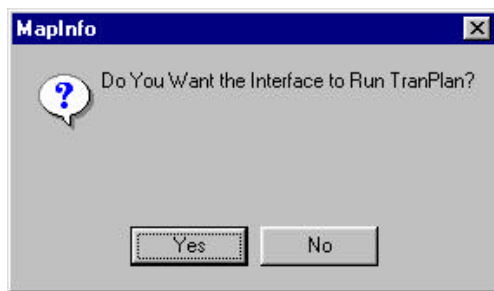 MapInfo
Do You Want the Interface to Run TranPlan?
Yes
No